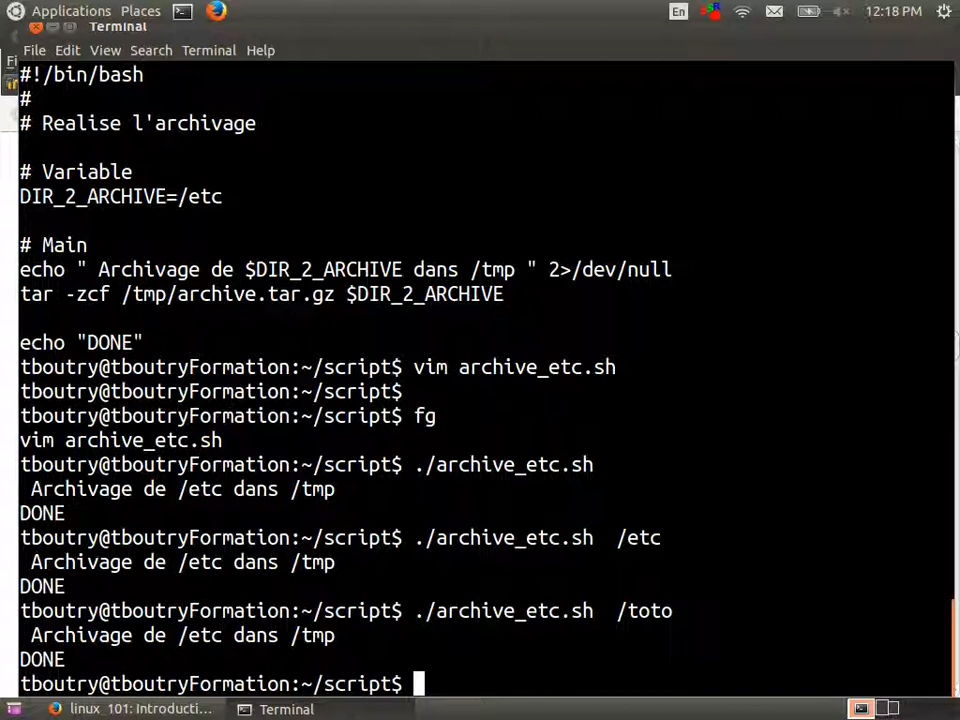 Applications Places En 12:18 PM
Terminal
File Edit View Search Terminal Help
#!/bin/bash
#
# Realise l'archivage
# Variable
DIR_2_ARCHIVE=/etc
# Main
echo " Archivage de $DIR_2_ARCHIVE dans /tmp " 2>/dev/null
tar -zcf /tmp/archive.tar.gz $DIR_2_ARCHIVE
echo "DONE"
tboutry@tboutryFormation:~/script$ vim archive_etc.sh
tboutry@tboutryFormation:~/script$
tboutry@tboutryFormation:~/script$ fg
vim archive_etc.sh
tboutry@tboutryFormation:~/script$ ./archive_etc.sh
Archivage de /etc dans /tmp
DONE
tboutry@tboutryFormation:~/script$ ./archive_etc.sh  /etc
Archivage de /etc dans /tmp
DONE
tboutry@tboutryFormation:~/script$ ./archive_etc.sh  /toto
Archivage de /etc dans /tmp
DONE
tboutry@tboutryFormation:~/script$
linux_101: Introducti... Terminal